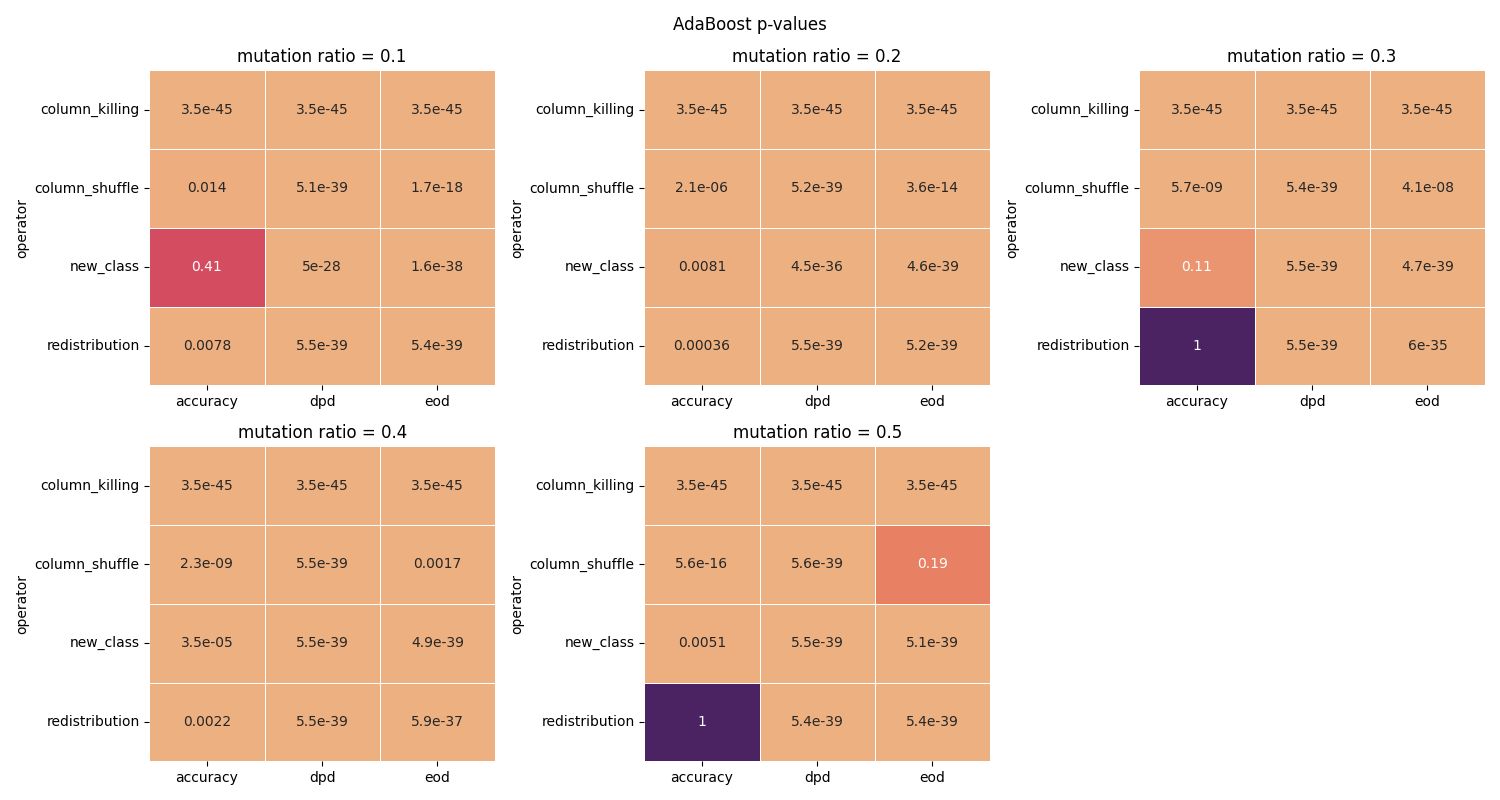 AdaBoost p-values
mutation ratio = 0.1
operator
column_killing 3.5e-45 3.5e-45 3.5e-45
column_shuffle 0.014 5.1e-39 1.7e-18
new_class 0.41 5e-28 1.6e-38
redistribution 0.0078 5.5e-39 5.4e-39
accuracy dpd eod
mutation ratio = 0.2
operator
column_killing 3.5e-45 3.5e-45 3.5e-45
column_shuffle 2.1e-06 5.2e-39 3.6e-14
new_class 0.0081 4.5e-36 4.6e-39
redistribution 0.00036 5.5e-39 5.2e-39
accuracy dpd eod
mutation ratio = 0.3
operator
column_killing 3.5e-45 3.5e-45 3.5e-45
column_shuffle 5.7e-09 5.4e-39 4.1e-08
new_class 0.11 5.5e-39 4.7e-39
redistribution 1 5.5e-39 6e-35
accuracy dpd eod
mutation ratio = 0.4
operator
column_killing 3.5e-45 3.5e-45 3.5e-45
column_shuffle 2.3e-09 5.5e-39 0.0017
new_class 3.5e-05 5.5e-39 4.9e-39
redistribution 0.0022 5.5e-39 5.9e-37
accuracy dpd eod
mutation ratio = 0.5
operator
column_killing 3.5e-45 3.5e-45 3.5e-45
column_shuffle 5.6e-16 5.6e-39 0.19
new_class 0.0051 5.5e-39 5.1e-39
redistribution 1 5.4e-39 5.4e-39
accuracy dpd eod